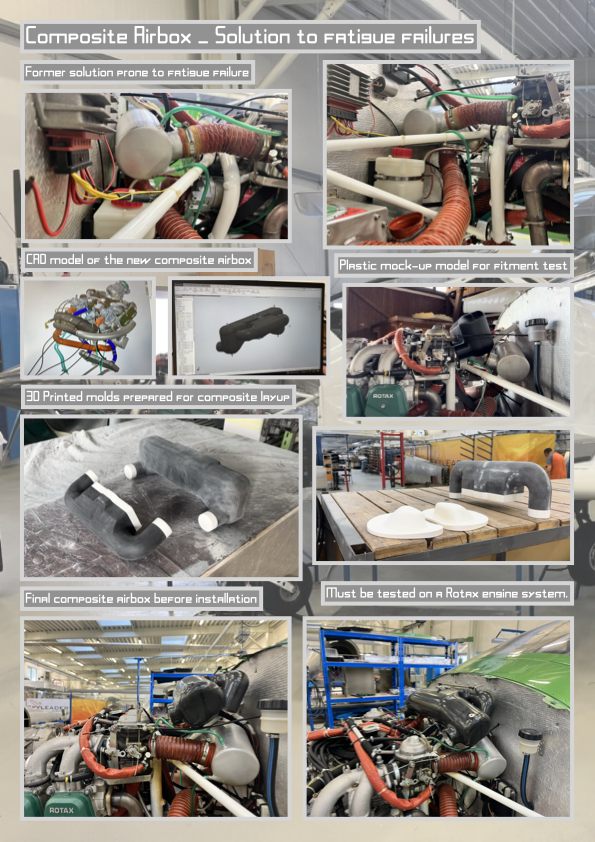 Composite Airbox _ Solution to fatigue failures
Former solution prone to fatigue failure
CAD model of the new composite airbox
Plastic mock-up model for fitment test
ROTAX
3D Printed molds prepared for composite layup
Final composite airbox before installation
Must be tested on a Rotax engine system.
ROTAX